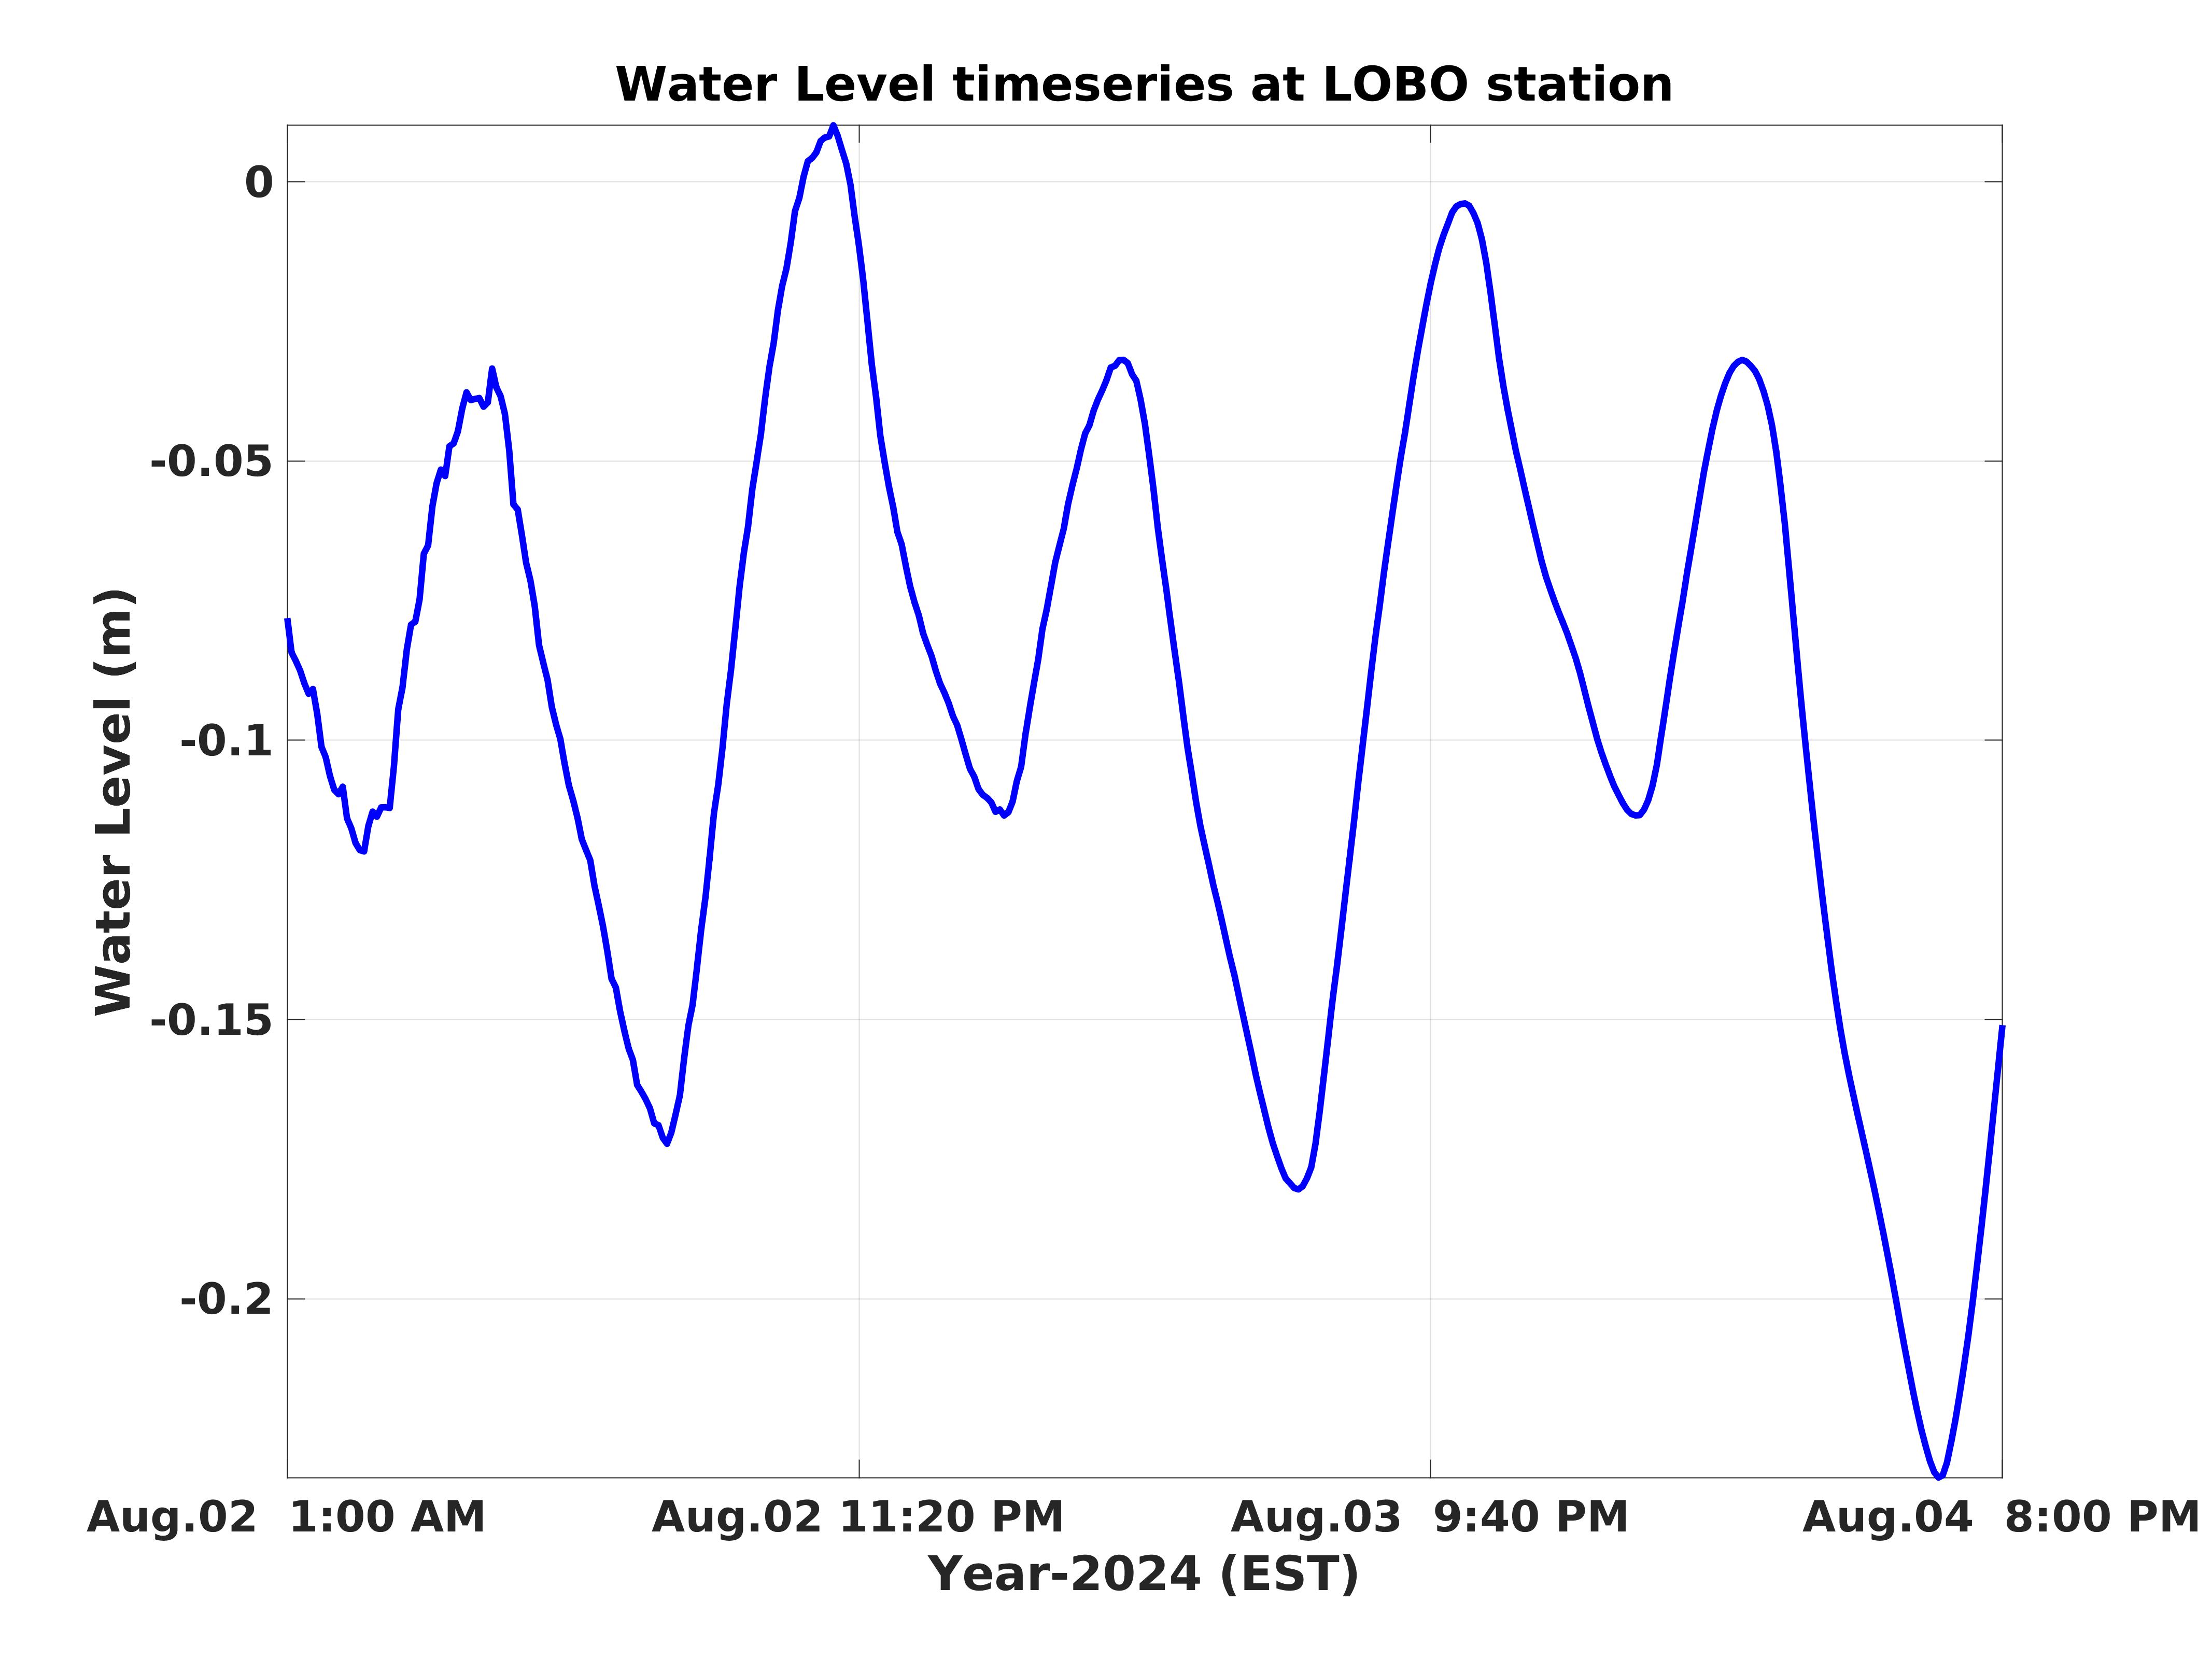 Water Level timeseries at LOBO station
Water Level (m)
0
-0.05
-0.1
-0.15
-0.2
Aug.02 1:00 AM
Aug.02 11:20 PM
Aug.03 9:40 PM
Aug.04 8:00 PM
Year-2024 (EST)